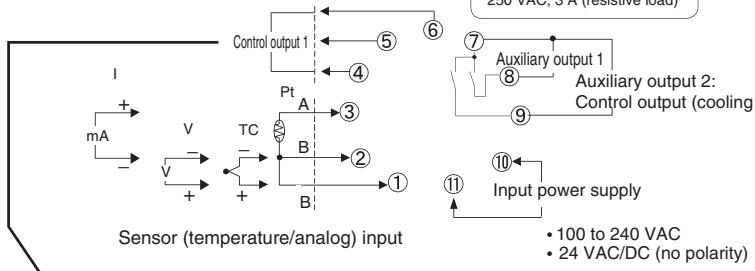 250 VAC, 3 A (resistive load)
Control output 1
⑥
⑤
④
⑦
Auxiliary output 1
⑧
Auxiliary output 2:
Control output (cooling
⑨
I
+
mA
−
V
−
V
+
TC
−
+
Pt
A
③
B
②
①
B
⑩
⑪
Input power supply
Sensor (temperature/analog) input
• 100 to 240 VAC
• 24 VAC/DC (no polarity)